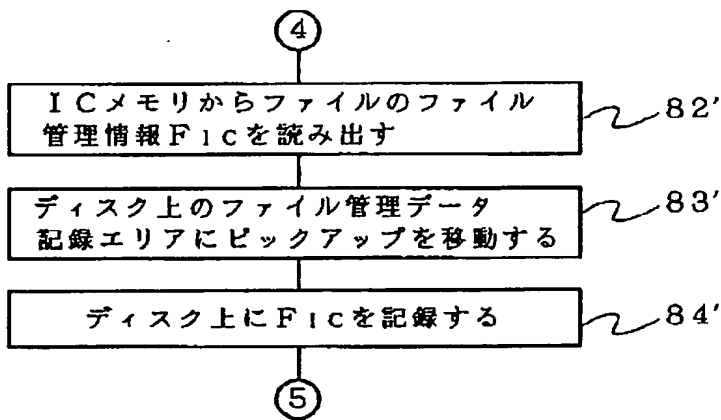 ④
ＩＣメモリからファイルのファイル
管理情報Ｆｉｃを読み出す
82'
ディスク上のファイル管理データ
記録エリアにピックアップを移動する
83'
ディスク上にＦｉｃを記録する
84'
⑤